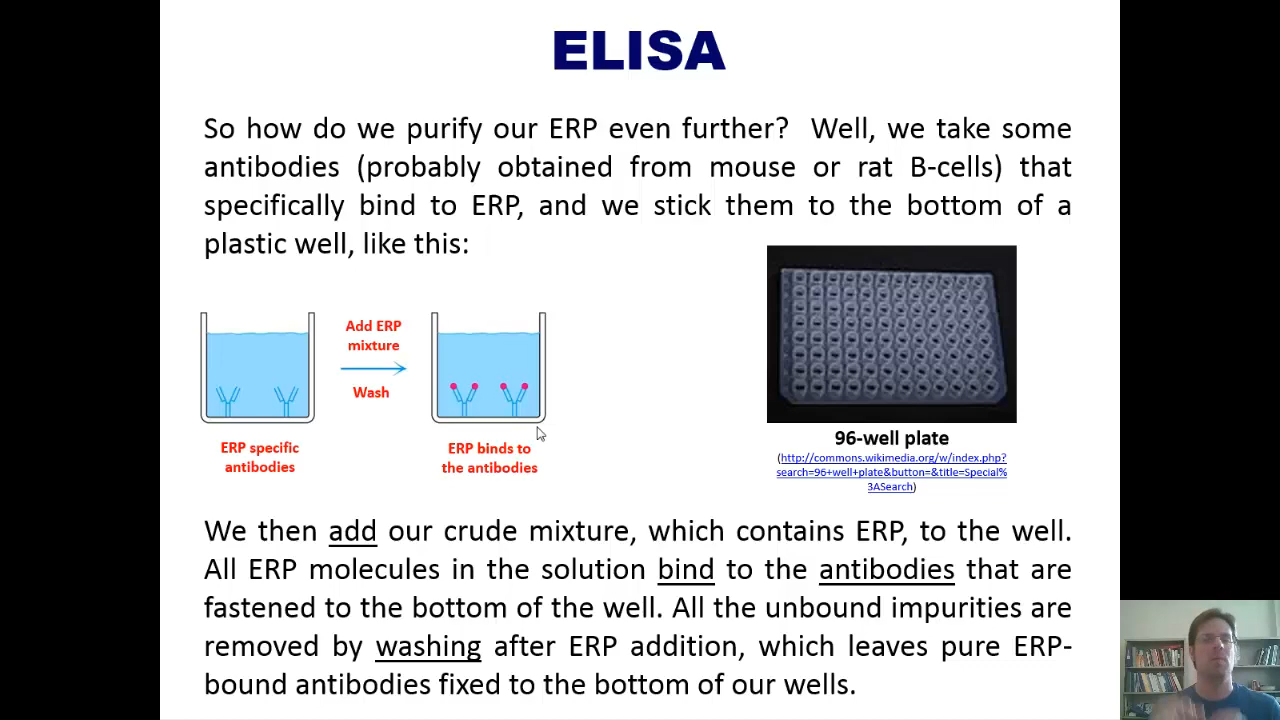 ELISA
So how do we purify our ERP even further? Well, we take some
antibodies (probably obtained from mouse or rat B-cells) that
specifically bind to ERP, and we stick them to the bottom of a
plastic well, like this:
Add ERP
mixture
Wash
ERP specific
antibodies
ERP binds to
the antibodies
96-well plate
(http://commons.wikimedia.org/w/index.php?
search=96+well+plate&button=&title=Special%
3ASearch)
We then add our crude mixture, which contains ERP, to the well.
All ERP molecules in the solution bind to the antibodies that are
fastened to the bottom of the well. All the unbound impurities are
removed by washing after ERP addition, which leaves pure ERP-
bound antibodies fixed to the bottom of our wells.